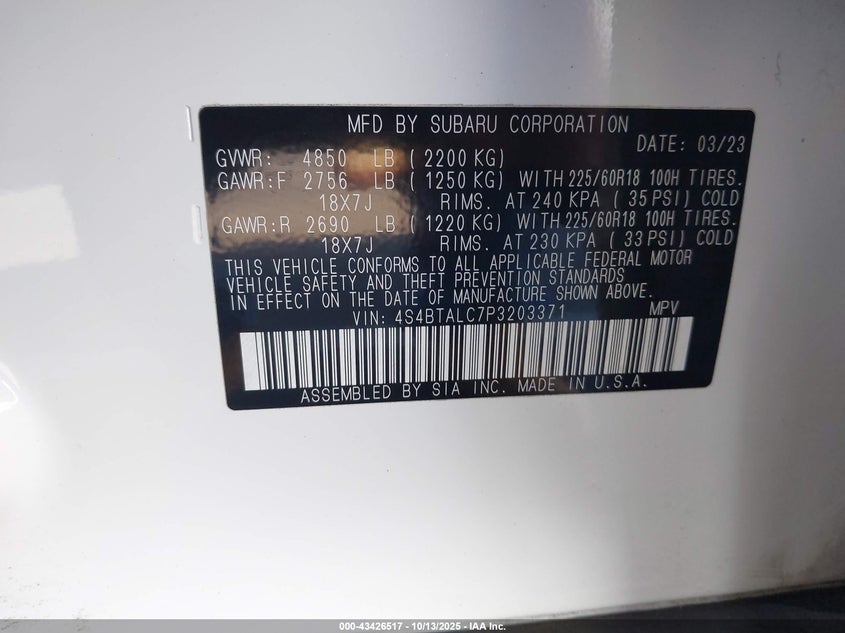 MFD BY SUBARU CORPORATION
DATE: 03/23
GVWR: 4850 LB ( 2200 KG)
GAWR:F 2756 LB ( 1250 KG) WITH 225/60R18 100H TIRES.
18X7J RIMS. AT 240 KPA ( 35 PSI) COLD
GAWR:R 2690 LB ( 1220 KG) WITH 225/60R18 100H TIRES.
18X7J RIMS. AT 230 KPA ( 33 PSI) COLD
THIS VEHICLE CONFORMS TO ALL APPLICABLE FEDERAL MOTOR
VEHICLE SAFETY AND THEFT PREVENTION STANDARDS
IN EFFECT ON THE DATE OF MANUFACTURE SHOWN ABOVE.
VIN: 4S4BTALC7P3203371 MPV
ASSEMBLED BY SIA INC. MADE IN U.S.A.
000-43426517 - 10/13/2025 - IAA Inc.